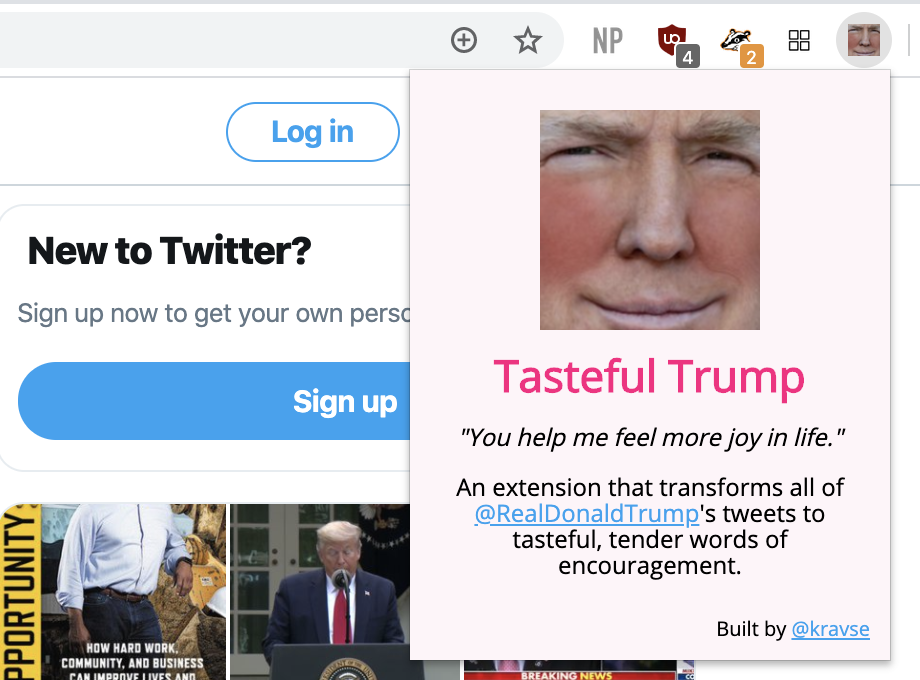 NP
4
2
Log in
New to Twitter?
Sign up now to get your own perso
Sign up
Tasteful Trump
"You help me feel more joy in life."
An extension that transforms all of
@RealDonaldTrump's tweets to
tasteful, tender words of
encouragement.
Built by @kravse
PPORTUNITY
HOW HARD WORK,
COMMUNITY, AND BUSINESS
CAN IMPROVE LIVES AND
BREAKING NEWS